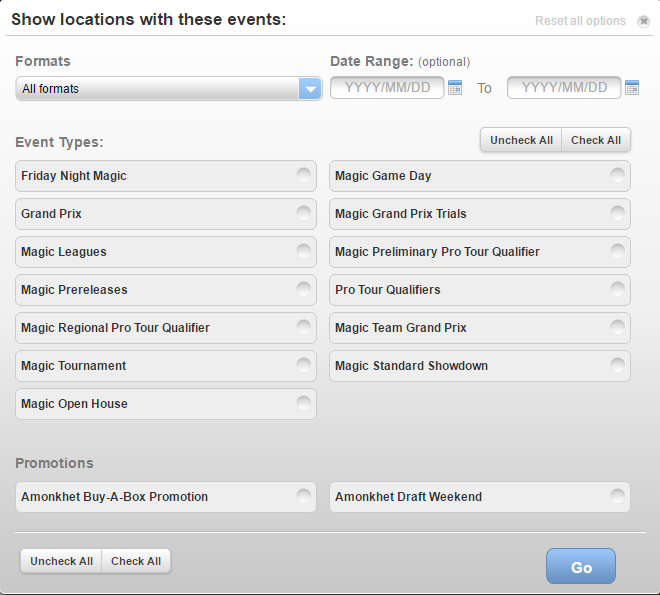 Show locations with these events:
Reset all options
Formats
Date Range: (optional)
All formats
YYYY/MM/DD
To
YYYY/MM/DD
Event Types:
Uncheck All
Check All
Friday Night Magic
Magic Game Day
Grand Prix
Magic Grand Prix Trials
Magic Leagues
Magic Preliminary Pro Tour Qualifier
Magic Prereleases
Pro Tour Qualifiers
Magic Regional Pro Tour Qualifier
Magic Team Grand Prix
Magic Tournament
Magic Standard Showdown
Magic Open House
Promotions
Amonkhet Buy-A-Box Promotion
Amonkhet Draft Weekend
Uncheck All
Check All
Go